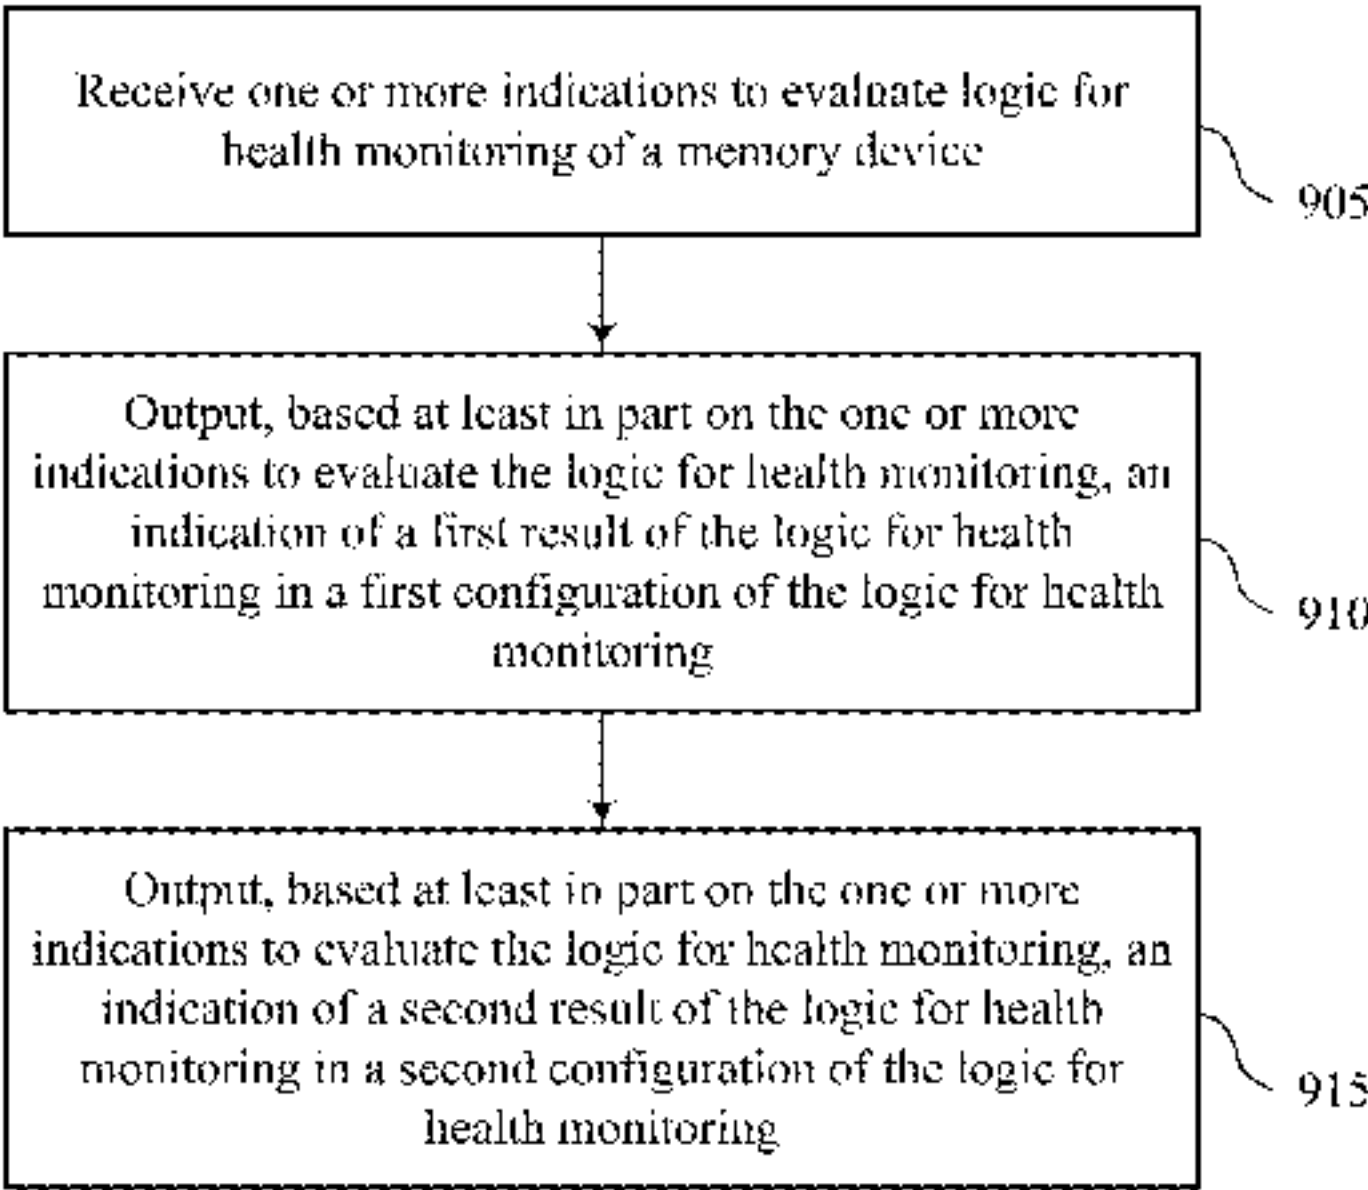 Receive one or more indications to evaluate logic for
health monitoring of a memory device
905
Output, based at least in part on the one or more
indications to evaluate the logic for health monitoring, an
indication of a first result of the logic for health
monitoring in a first configuration of the logic for health
monitoring
910
Output, based at least in part on the one or more
indications to evaluate the logic for health monitoring, an
indication of a second result of the logic for health
monitoring in a second configuration of the logic for
health monitoring
915